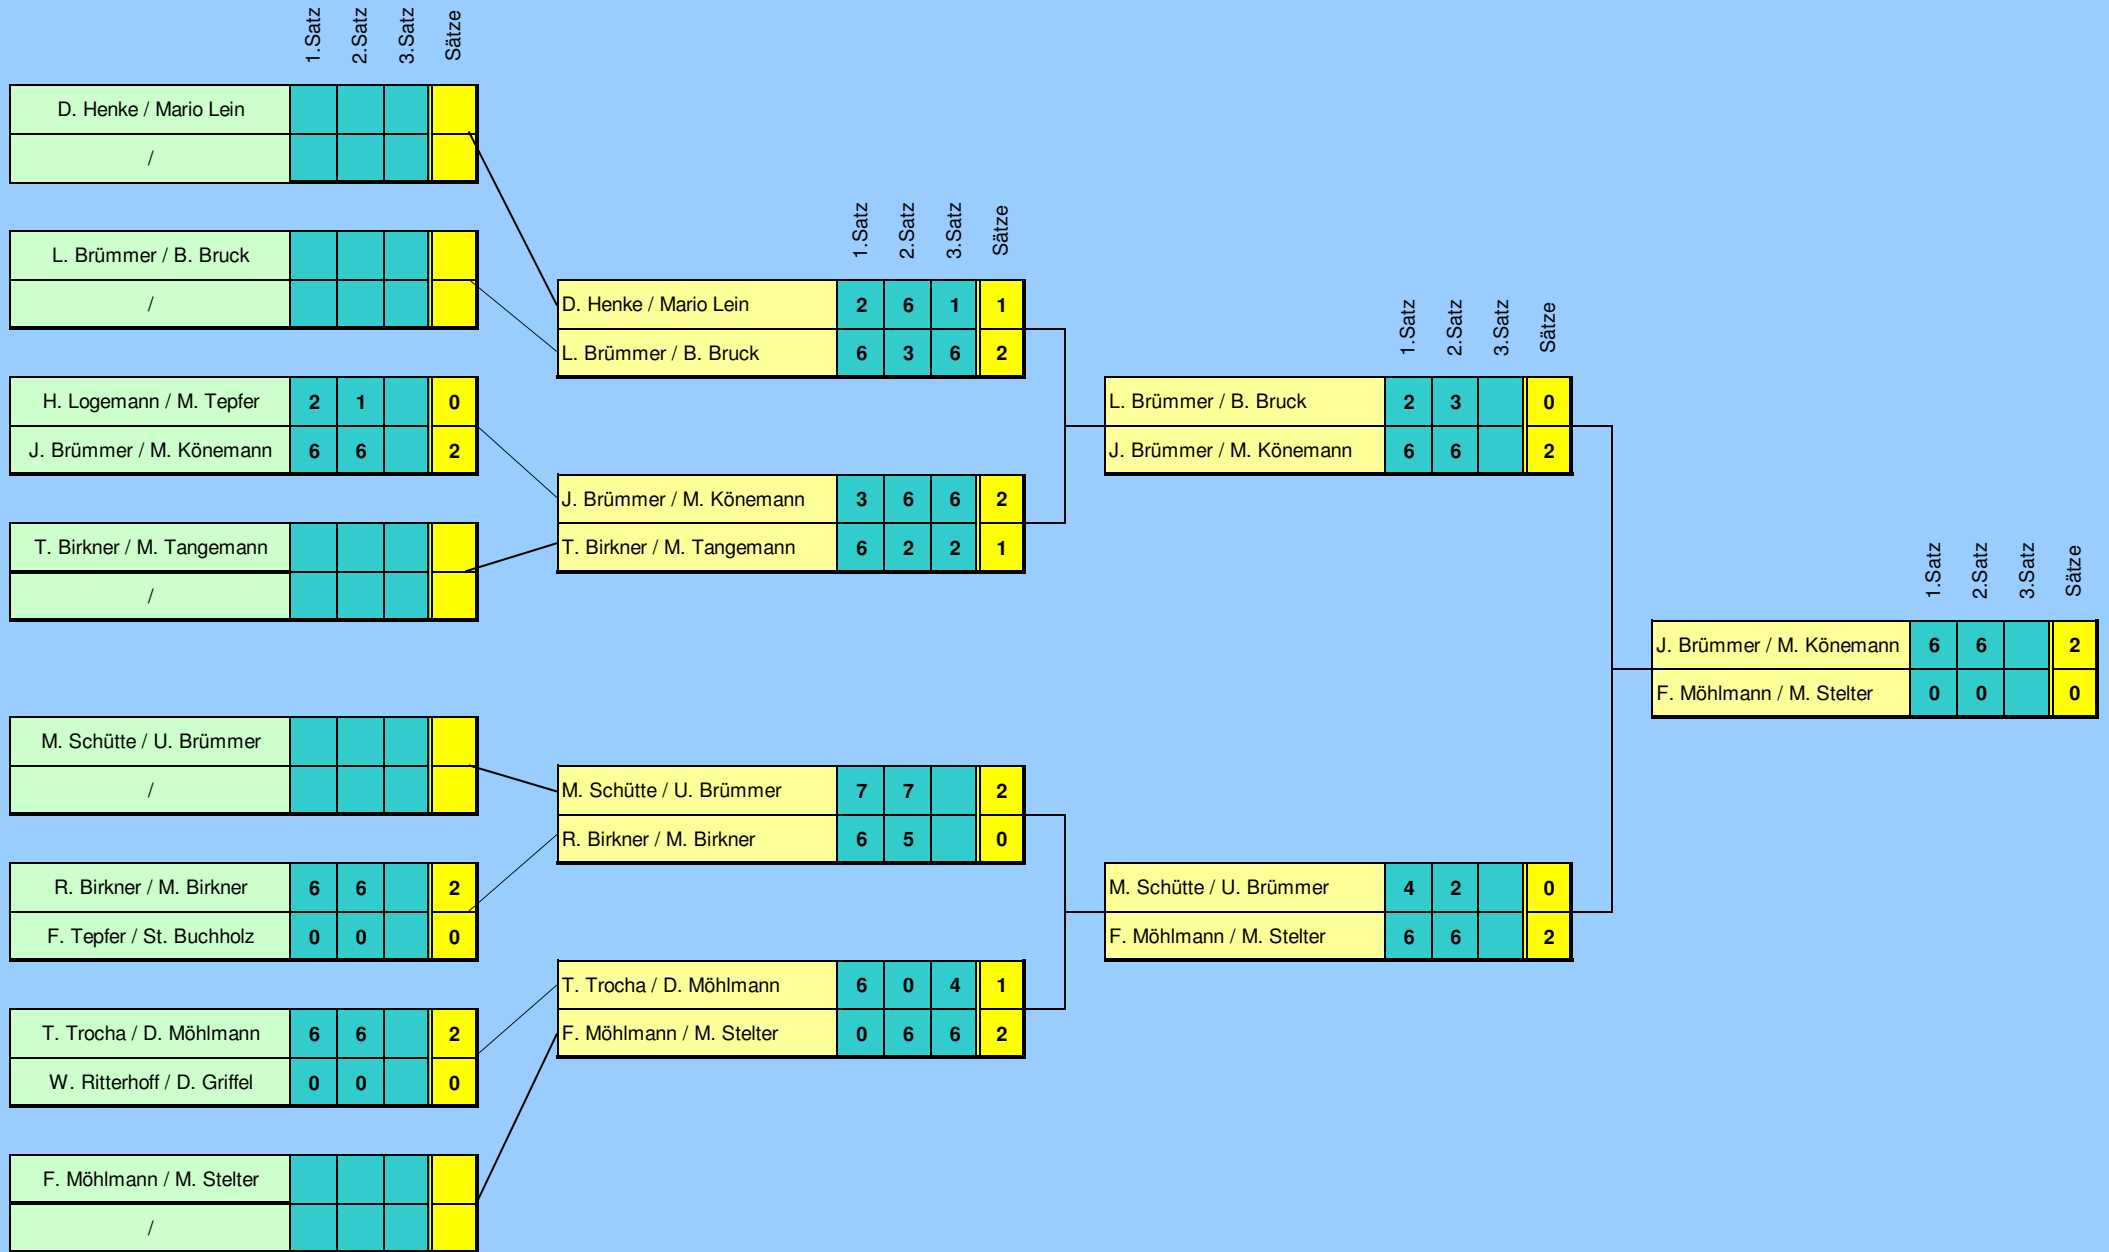 1.Satz 2.Satz 3.Satz Sätze
D. Henke / Mario Lein
/
L. Brümmer / B. Bruck
/
H. Logemann / M. Tepfer 2 1 0
J. Brümmer / M. Könemann 6 6 2
T. Birkner / M. Tangemann
/
M. Schütte / U. Brümmer
/
R. Birkner / M. Birkner 6 6 2
F. Tepfer / St. Buchholz 0 0 0
T. Trocha / D. Möhlmann 6 6 2
W. Ritterhoff / D. Griffel 0 0 0
F. Möhlmann / M. Stelter
/
1.Satz 2.Satz 3.Satz Sätze
D. Henke / Mario Lein 2 6 1 1
L. Brümmer / B. Bruck 6 3 6 2
J. Brümmer / M. Könemann 3 6 6 2
T. Birkner / M. Tangemann 6 2 2 1
M. Schütte / U. Brümmer 7 7 2
R. Birkner / M. Birkner 6 5 0
T. Trocha / D. Möhlmann 6 0 4 1
F. Möhlmann / M. Stelter 0 6 6 2
1.Satz 2.Satz 3.Satz Sätze
L. Brümmer / B. Bruck 2 3 0
J. Brümmer / M. Könemann 6 6 2
M. Schütte / U. Brümmer 4 2 0
F. Möhlmann / M. Stelter 6 6 2
1.Satz 2.Satz 3.Satz Sätze
J. Brümmer / M. Könemann 6 6 2
F. Möhlmann / M. Stelter 0 0 0